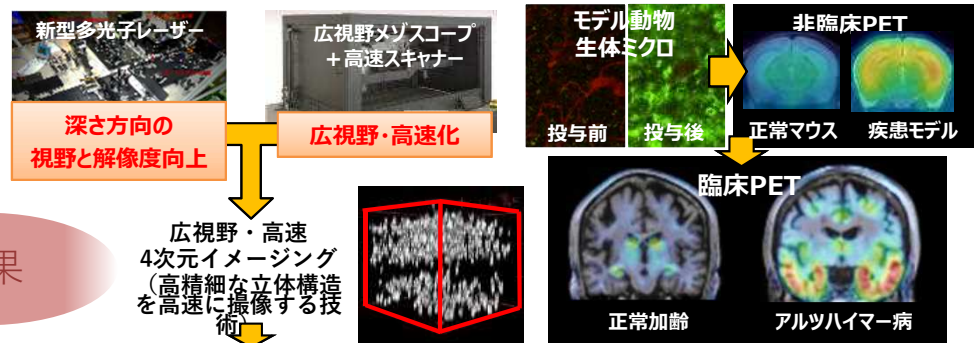 新型多光子レーザー
広視野メゾスコープ
＋高速スキャナー
深さ方向の
視野と解像度向上
広視野・高速化
広視野・高速
4次元イメージング
（高精細な立体構造
を高速に撮像する技
術）
果
モデル動物
生体ミクロ
投与前
投与後
非臨床PET
正常マウス
疾患モデル
臨床PET
正常加齢
アルツハイマー病